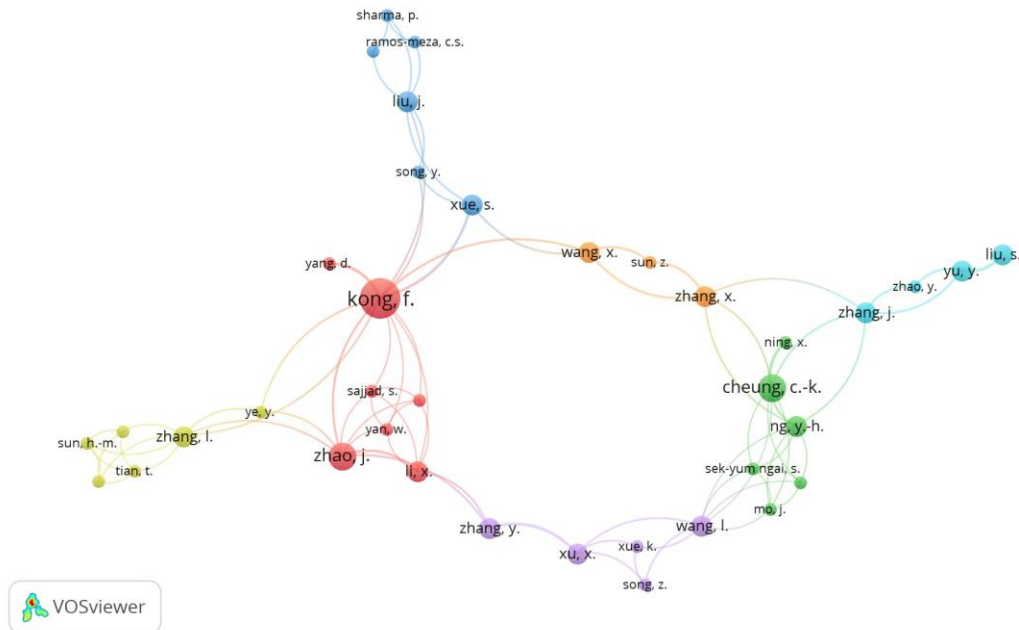 sharma, p.
ramos-meza, c.s.
liu, j.
song, y.
xue, s.
wang, x.
sun, z.
liu, s.
yu, y.
yang, d.
zhao, y.
kong, f.
zhang, x.
zhang, j.
ning, x.
cheung, c.-k.
sajjad, s.
ye, y.
ng, y.-h.
yan, w.
sun, h.-m.
zhang, l.
zhao, j.
li, x.
tian, t.
sek-yum ngai, s.
mo, j.
zhang, y.
wang, l.
xue, k.
xu, x.
song, z.
VOSviewer